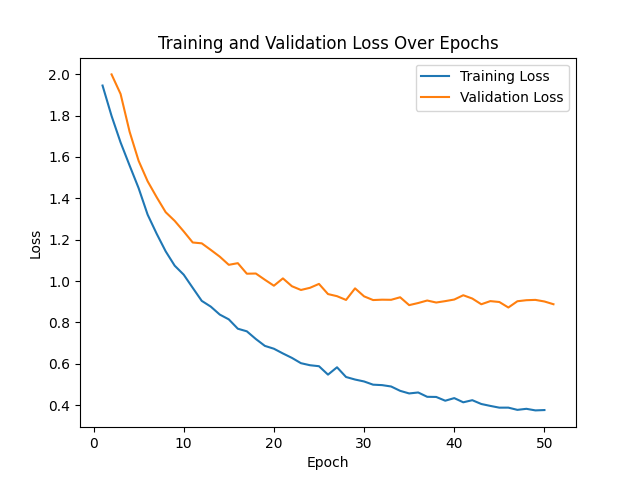 Training and Validation Loss Over Epochs
Training Loss
Validation Loss
2.0
1.8
1.6
1.4
1.2
1.0
0.8
0.6
0.4
Loss
0 10 20 30 40 50
Epoch